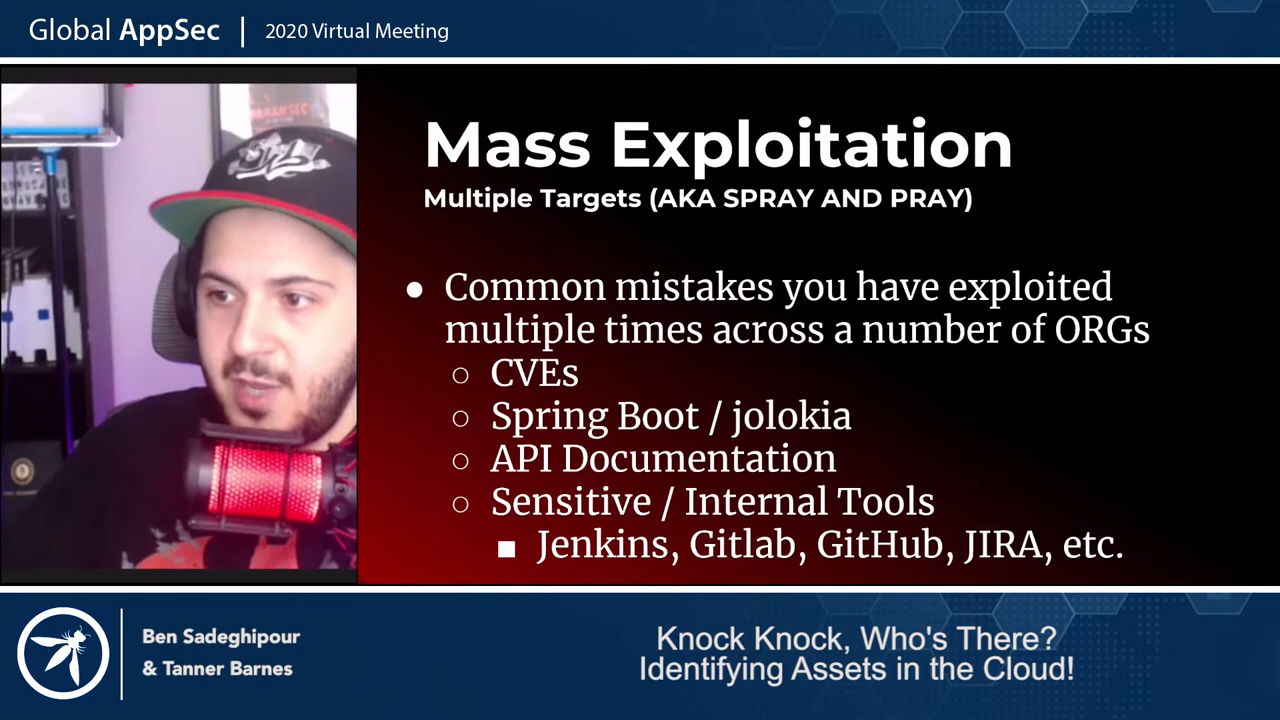 Global AppSec | 2020 Virtual Meeting
Mass Exploitation
Multiple Targets (AKA SPRAY AND PRAY)
● Common mistakes you have exploited
multiple times across a number of ORGs
○ CVEs
○ Spring Boot / jolokia
○ API Documentation
○ Sensitive / Internal Tools
■ Jenkins, Gitlab, GitHub, JIRA, etc.
Ben Sadeghipour
& Tanner Barnes
Knock Knock, Who's There?
Identifying Assets in the Cloud!